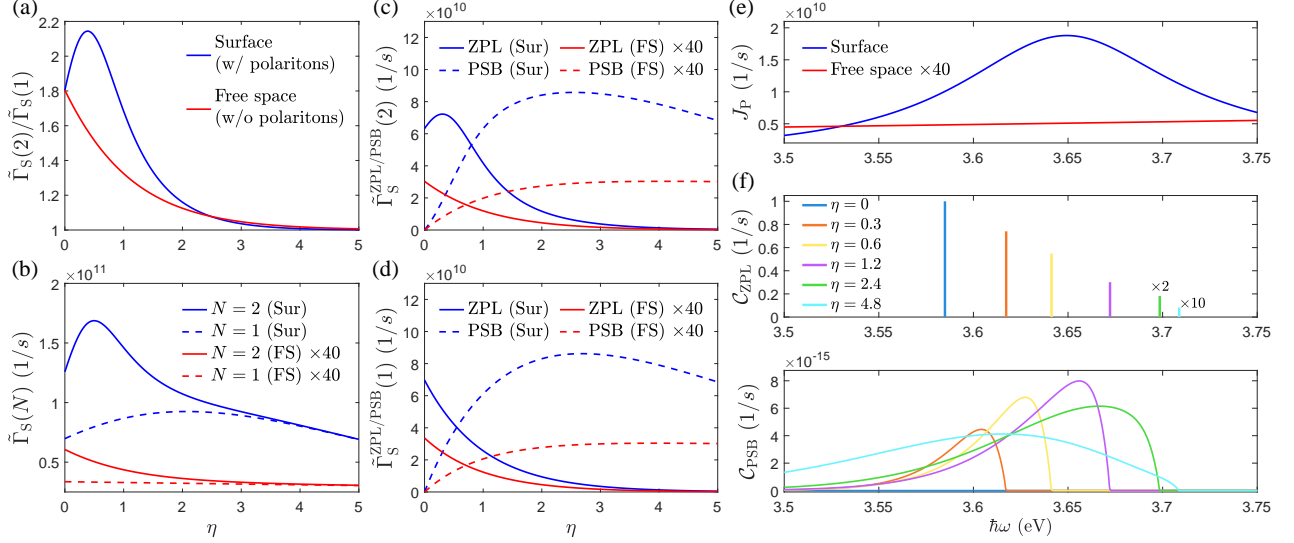 (a)
2.2
2
1.8
1.6
1.4
1.2
1
Γ̃_S(2)/Γ̃_S(1)
Surface
(w/ polaritons)
Free space
(w/o polaritons)
0 1 2 3 4 5
(b)
×10^11
2
1.5
1
0.5
0
Γ̃_S(N) (1/s)
N = 2 (Sur)
N = 1 (Sur)
N = 2 (FS) ×40
N = 1 (FS) ×40
0 1 2 3 4 5
η
(c)
×10^10
12
10
8
6
4
2
0
Γ̃_S^ZPL/PSB(2) (1/s)
ZPL (Sur) ZPL (FS) ×40
PSB (Sur) PSB (FS) ×40
0 1 2 3 4 5
(d)
×10^10
12
10
8
6
4
2
0
Γ̃_S^ZPL/PSB(1) (1/s)
ZPL (Sur) ZPL (FS) ×40
PSB (Sur) PSB (FS) ×40
0 1 2 3 4 5
η
(e)
×10^10
2
1.5
1
0.5
J_P (1/s)
Surface
Free space ×40
3.5 3.55 3.6 3.65 3.7 3.75
(f)
1
0.8
0.6
0.4
0.2
0
C_ZPL (1/s)
η = 0
η = 0.3
η = 0.6
η = 1.2
η = 2.4
η = 4.8
×2
×10
3.5 3.55 3.6 3.65 3.7 3.75
×10^-15
8
6
4
2
0
C_PSB (1/s)
3.5 3.55 3.6 3.65 3.7 3.75
ħω (eV)